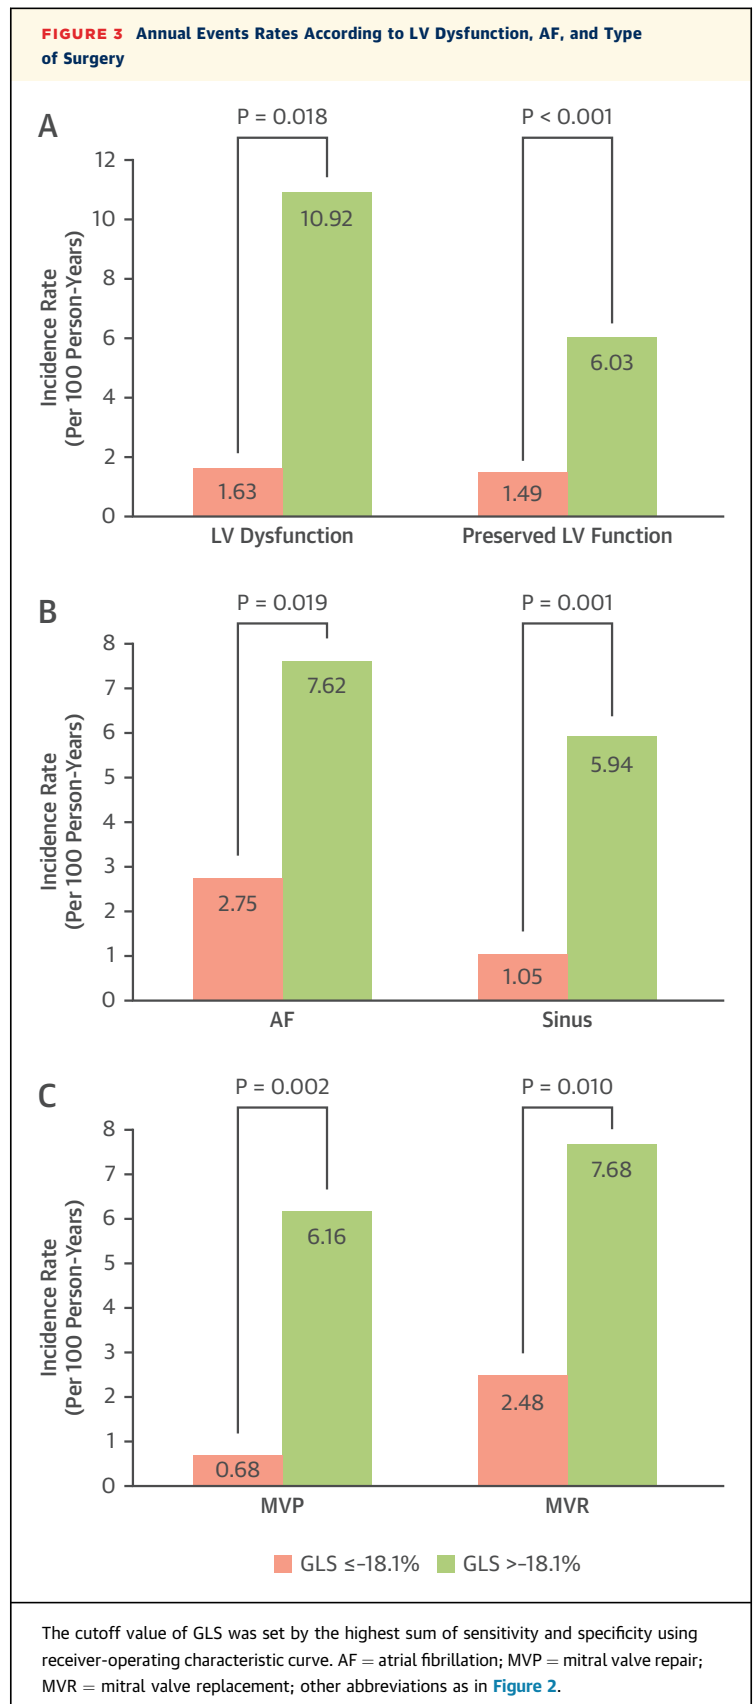 FIGURE 3 Annual Events Rates According to LV Dysfunction, AF, and Type
of Surgery
A
P = 0.018
P < 0.001
Incidence Rate
(Per 100 Person-Years)
12
10
8
6
4
2
0
10.92
6.03
1.63
1.49
LV Dysfunction
Preserved LV Function
B
P = 0.019
P = 0.001
Incidence Rate
(Per 100 Person-Years)
8
7
6
5
4
3
2
1
0
7.62
5.94
2.75
1.05
AF
Sinus
C
P = 0.002
P = 0.010
Incidence Rate
(Per 100 Person-Years)
8
7
6
5
4
3
2
1
0
7.68
6.16
2.48
0.68
MVP
MVR
GLS ≤-18.1%
GLS >-18.1%
The cutoff value of GLS was set by the highest sum of sensitivity and specificity using
receiver-operating characteristic curve. AF = atrial fibrillation; MVP = mitral valve repair;
MVR = mitral valve replacement; other abbreviations as in Figure 2.